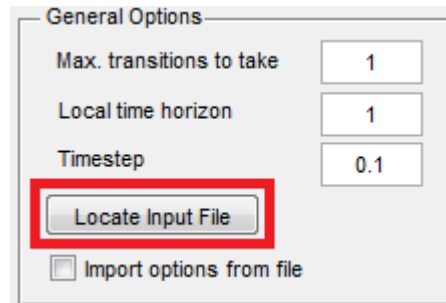 General Options
Max. transitions to take 1
Local time horizon 1
Timestep 0.1
Locate Input File
Import options from file